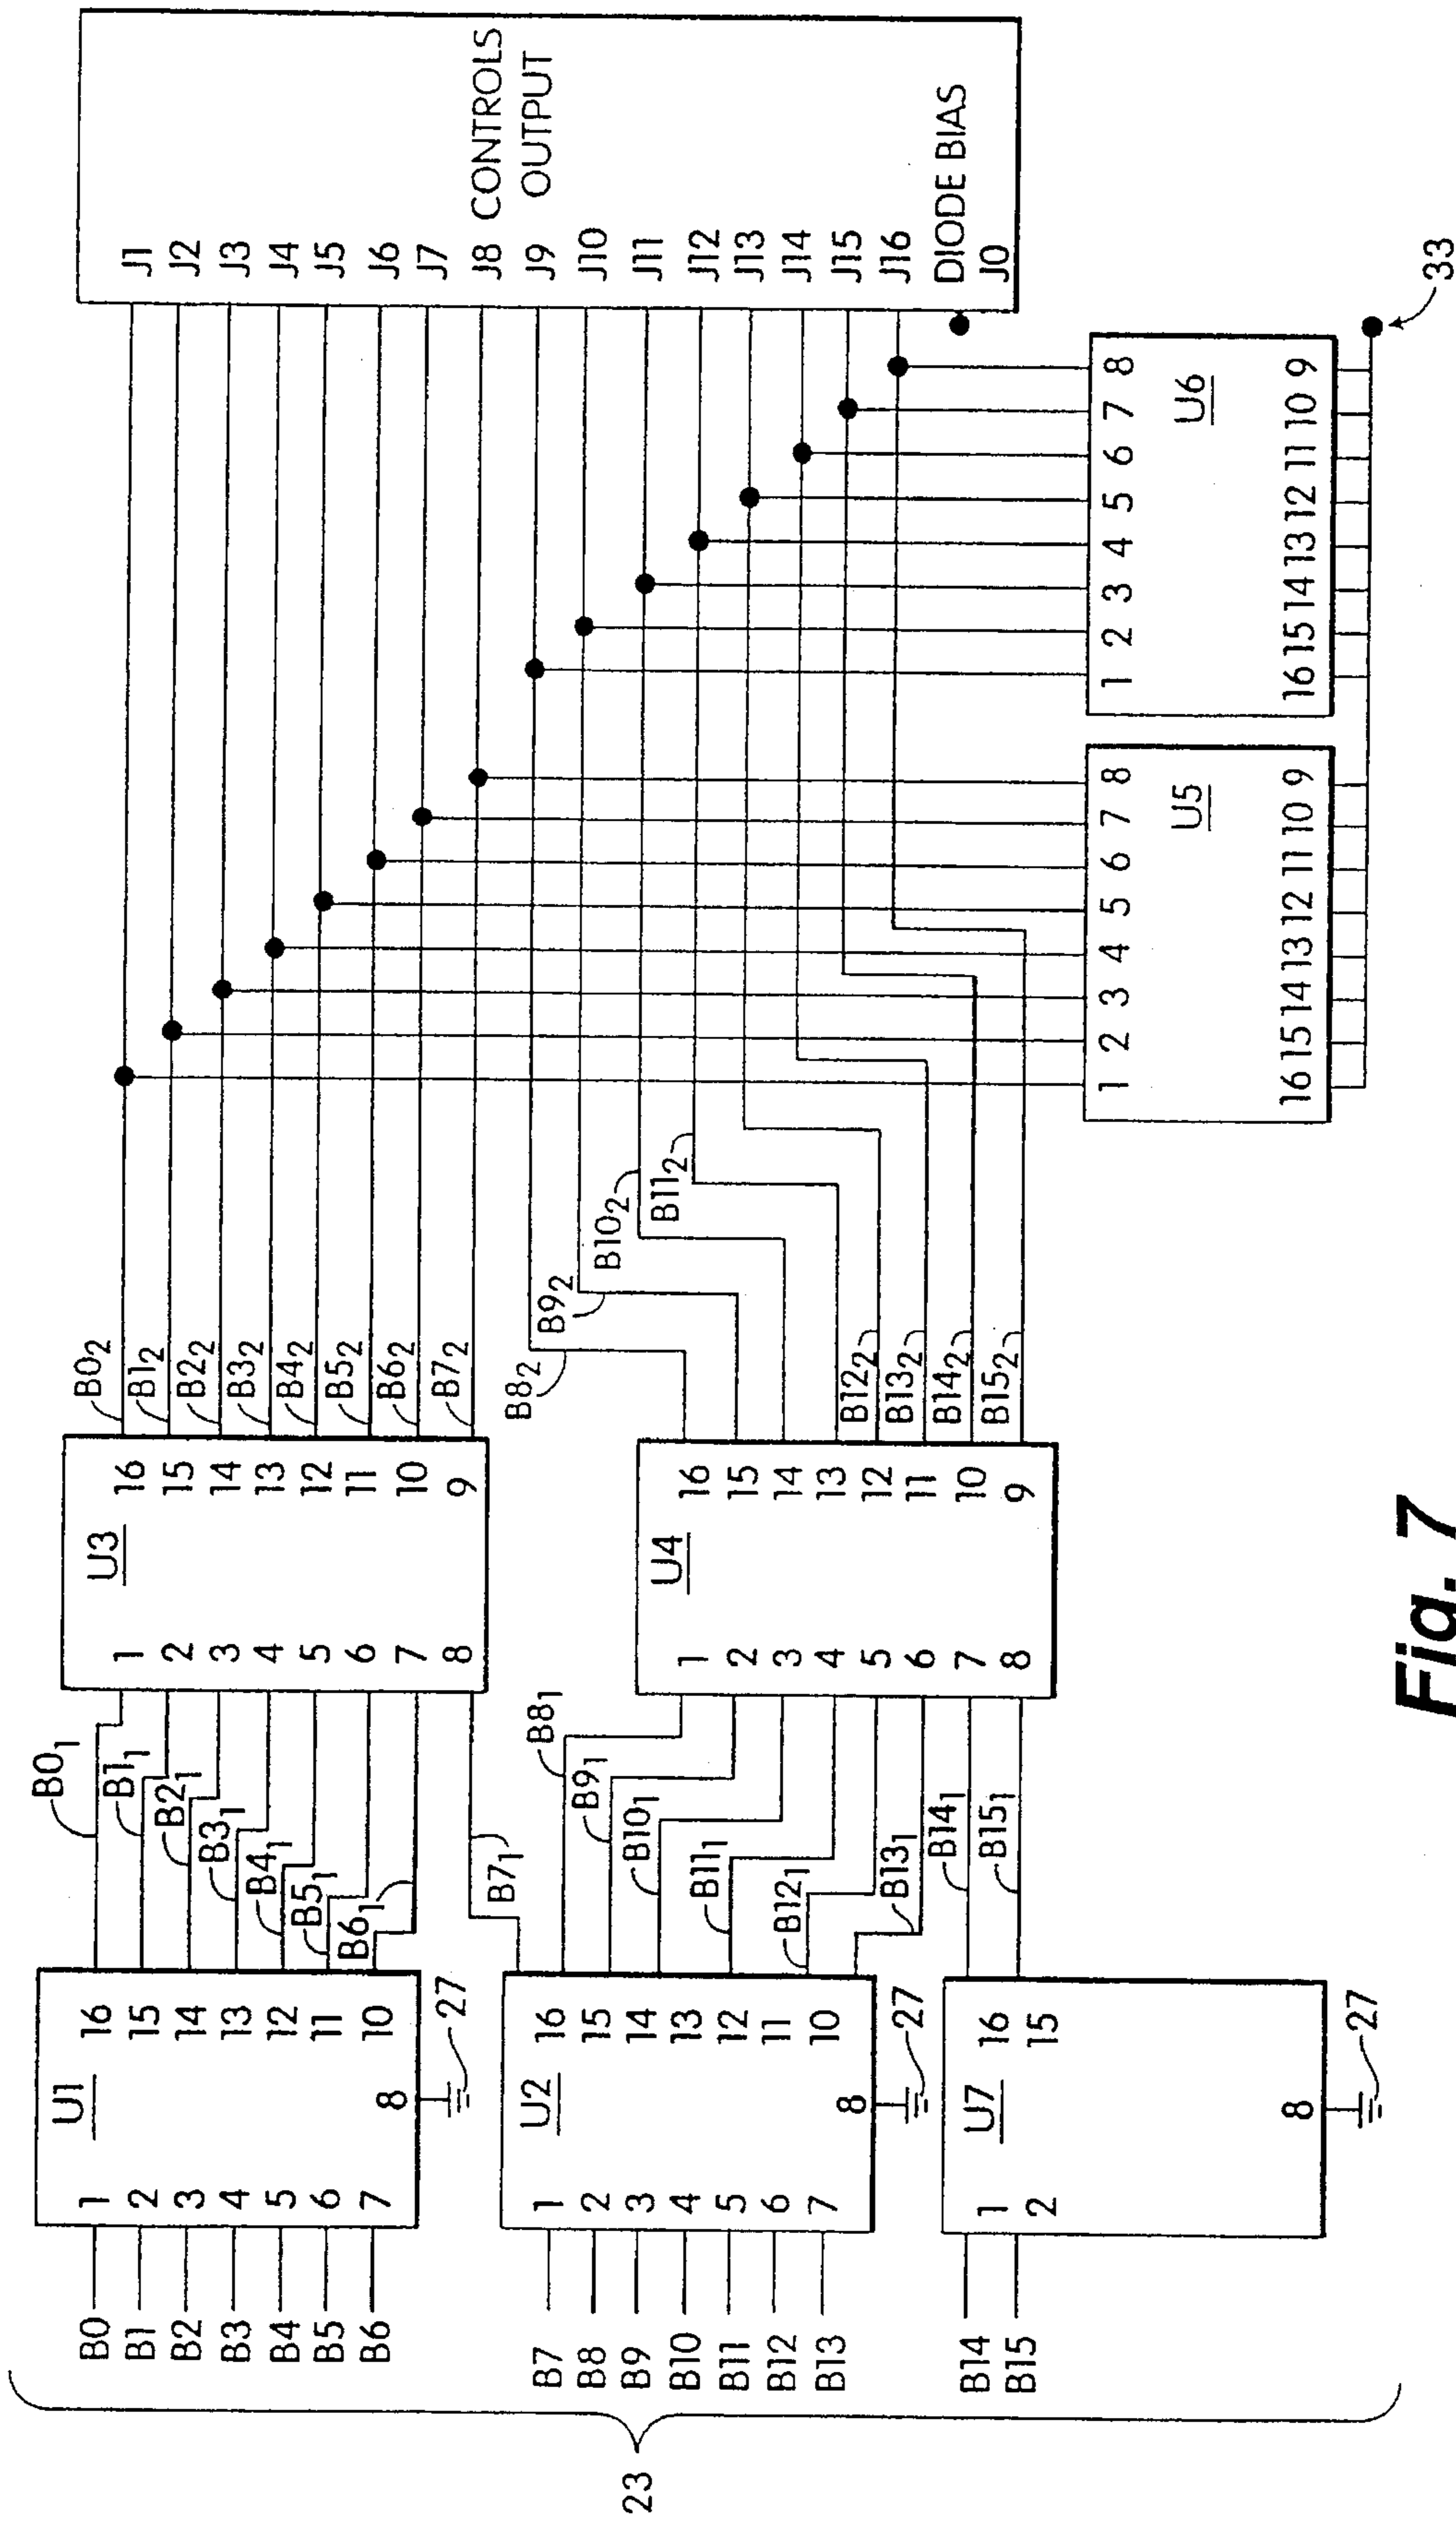 B0
B1
B2
B3
B4
B5
B6
B7
B8
B9
B10
B11
B12
B13
B14
B15
23
U1
1
2
3
4
5
6
7
16
15
14
13
12
11
10
8
27
U2
1
2
3
4
5
6
7
16
15
14
13
12
11
10
8
27
U7
1
2
16
15
8
27
B0₁
B1₁
B2₁
B3₁
B4₁
B5₁
B6₁
B7₁
B8₁
B9₁
B10₁
B11₁
B12₁
B13₁
B14₁
B15₁
U3
1
2
3
4
5
6
7
8
16
15
14
13
12
11
10
9
U4
1
2
3
4
5
6
7
8
16
15
14
13
12
11
10
9
B0₂
B1₂
B2₂
B3₂
B4₂
B5₂
B6₂
B7₂
B8₂
B9₂
B10₂
B11₂
B12₂
B13₂
B14₂
B15₂
1 2 3 4 5 6 7 8
U5
16 15 14 13 12 11 10 9
1 2 3 4 5 6 7 8
U6
16 15 14 13 12 11 10 9
33
J1
J2
J3
J4
J5
J6
J7
J8
J9
J10
J11
J12
J13
J14
J15
J16
CONTROLS
OUTPUT
DIODE BIAS
J0
Fig. 7